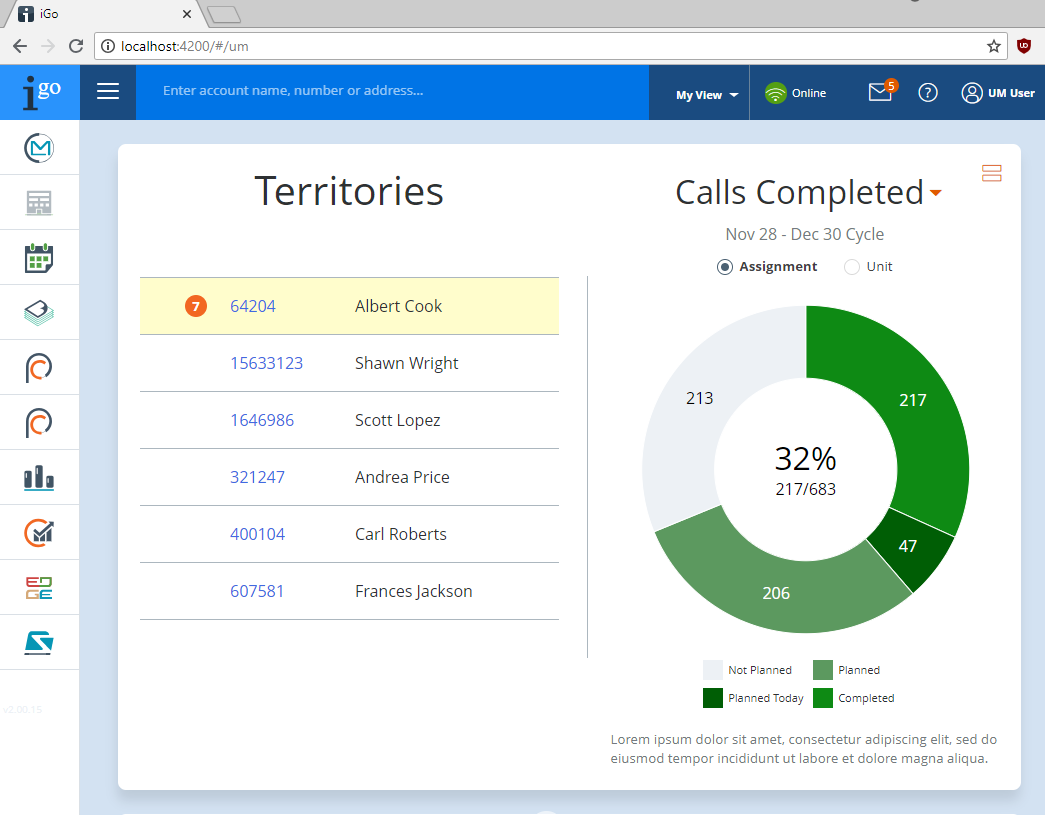 iGo
localhost:4200/#/um
igo
Enter account name, number or address...
My View
Online
5
?
UM User
Territories
7 64204 Albert Cook
15633123 Shawn Wright
1646986 Scott Lopez
321247 Andrea Price
400104 Carl Roberts
607581 Frances Jackson
Calls Completed
Nov 28 - Dec 30 Cycle
Assignment Unit
213
217
32%
217/683
47
206
Not Planned Planned
Planned Today Completed
Lorem ipsum dolor sit amet, consectetur adipiscing elit, sed do
eiusmod tempor incididunt ut labore et dolore magna aliqua.
EDGE
v2.00.15